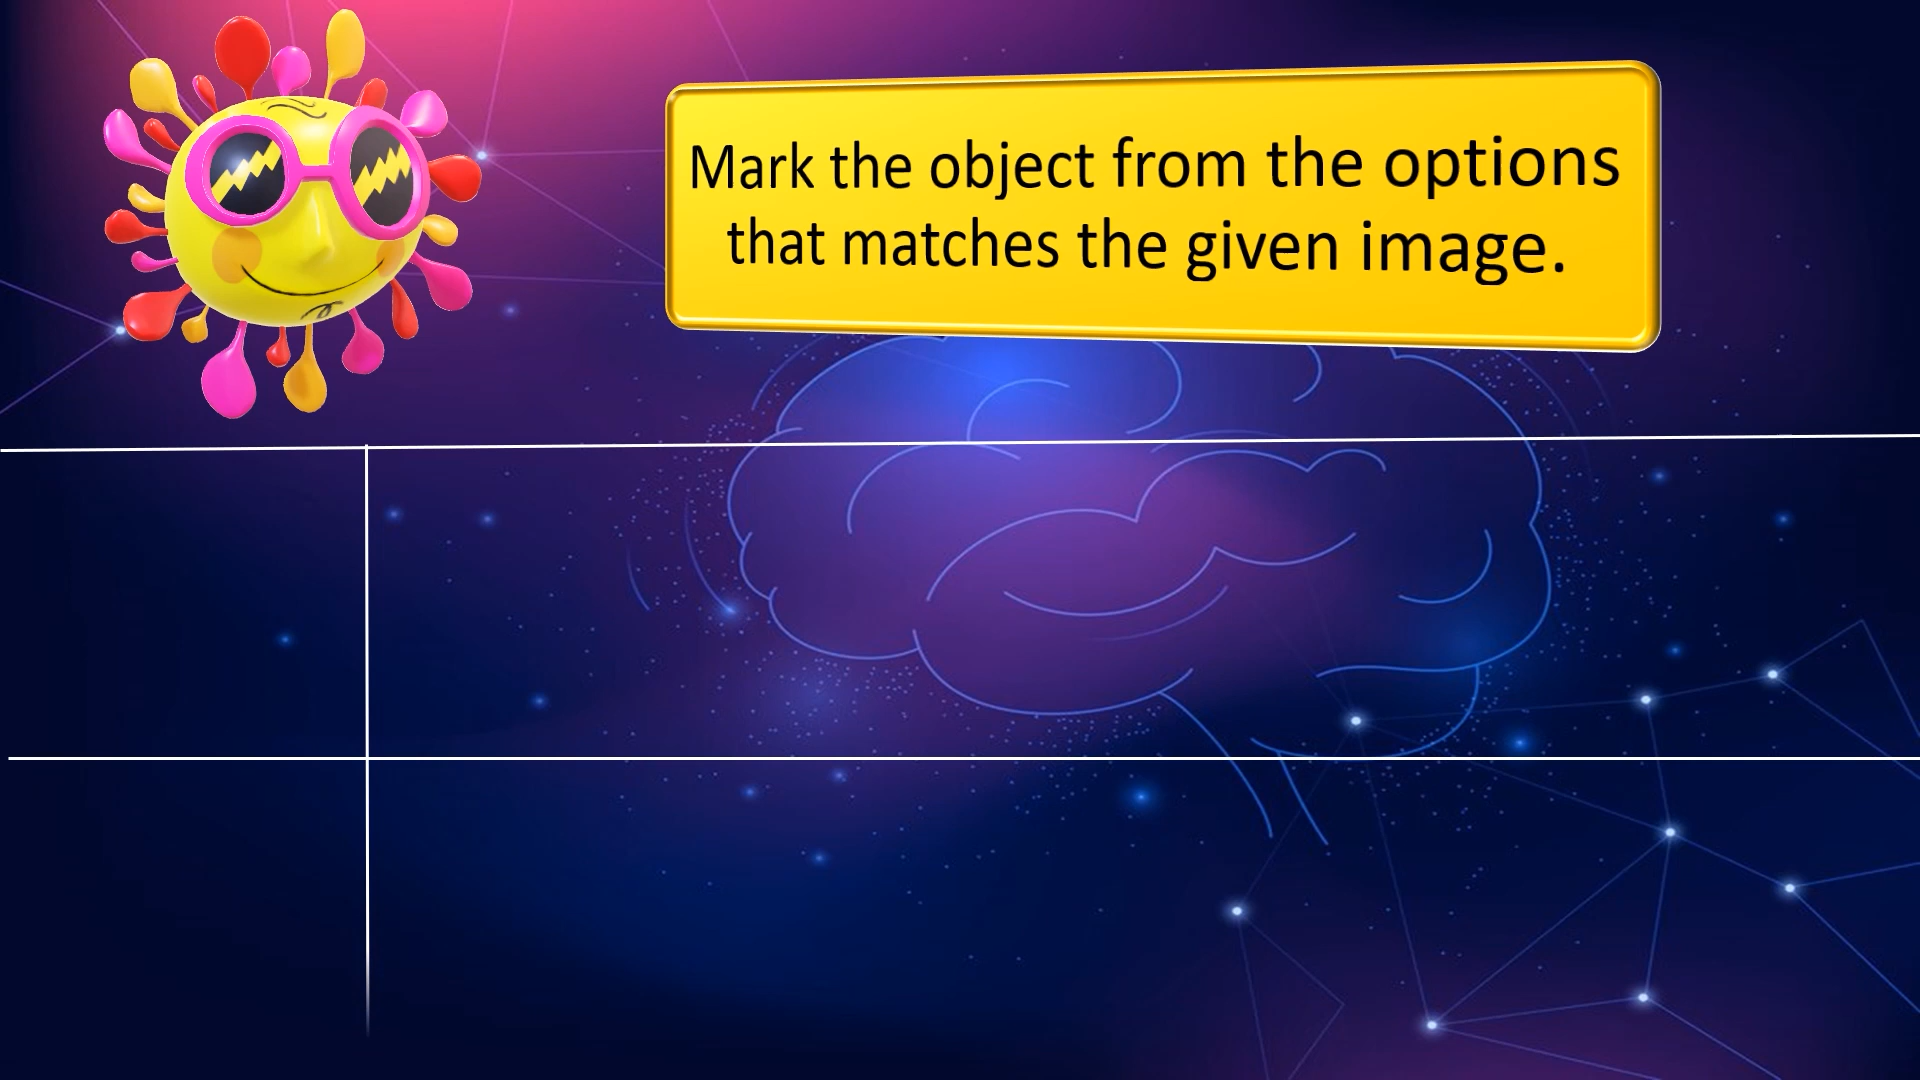 Mark the object from the options
that matches the given image.